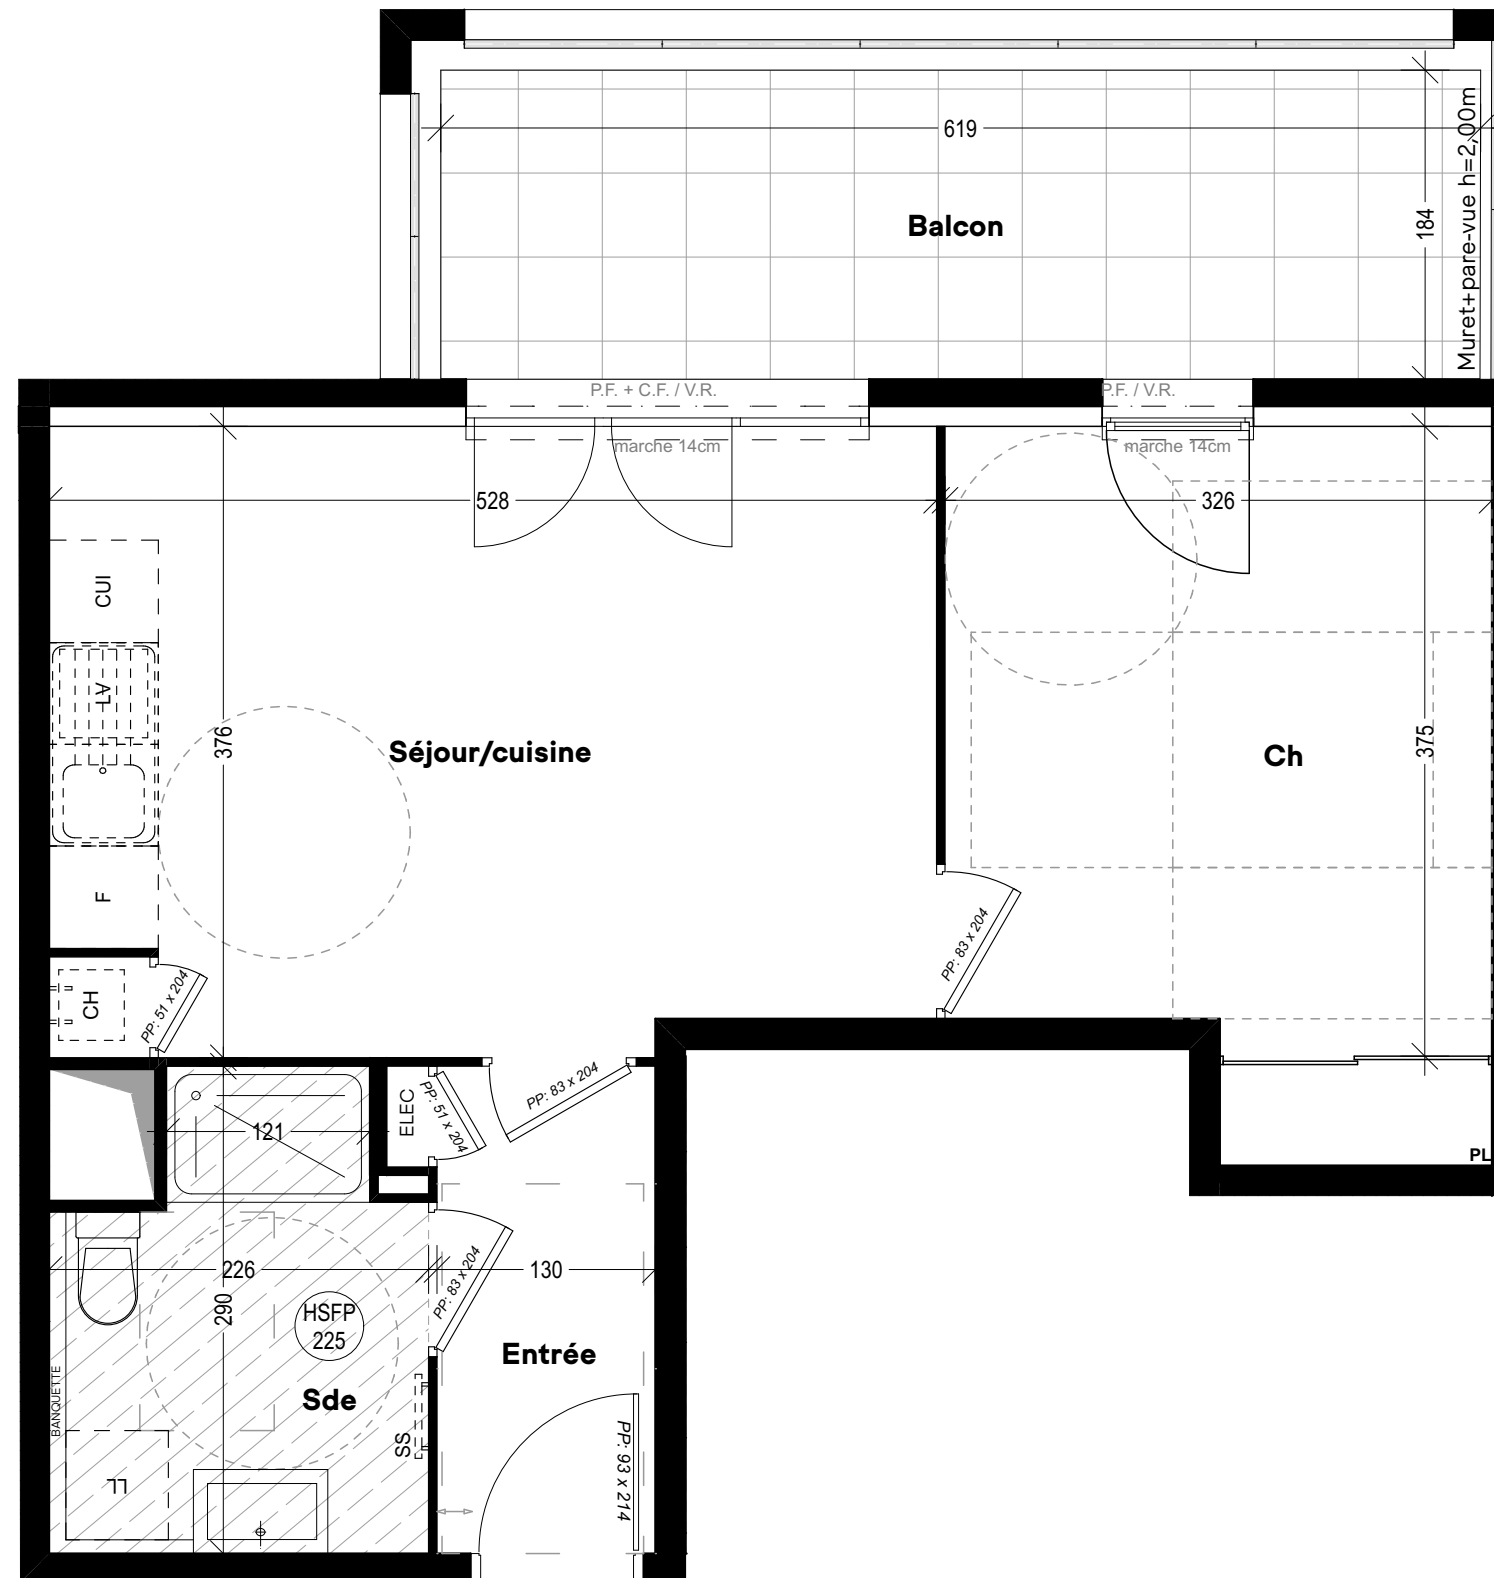 619
Balcon
184
Muret+pare-vue h=2,00m
P.F. + C.F. / V.R.
P.F. / V.R.
marche 14cm
marche 14cm
528
326
CUI
LV
376
Séjour/cuisine
375
Ch
F
PP: 83 x 204
CH
PP: 51 x 204
PP: 83 x 204
ELEC
PP: 51 x 204
121
PL
226
130
PP: 83 x 204
290
HSFP
225
Entrée
BANQUETTE
Sde
SS
PP: 93 x 214
LL